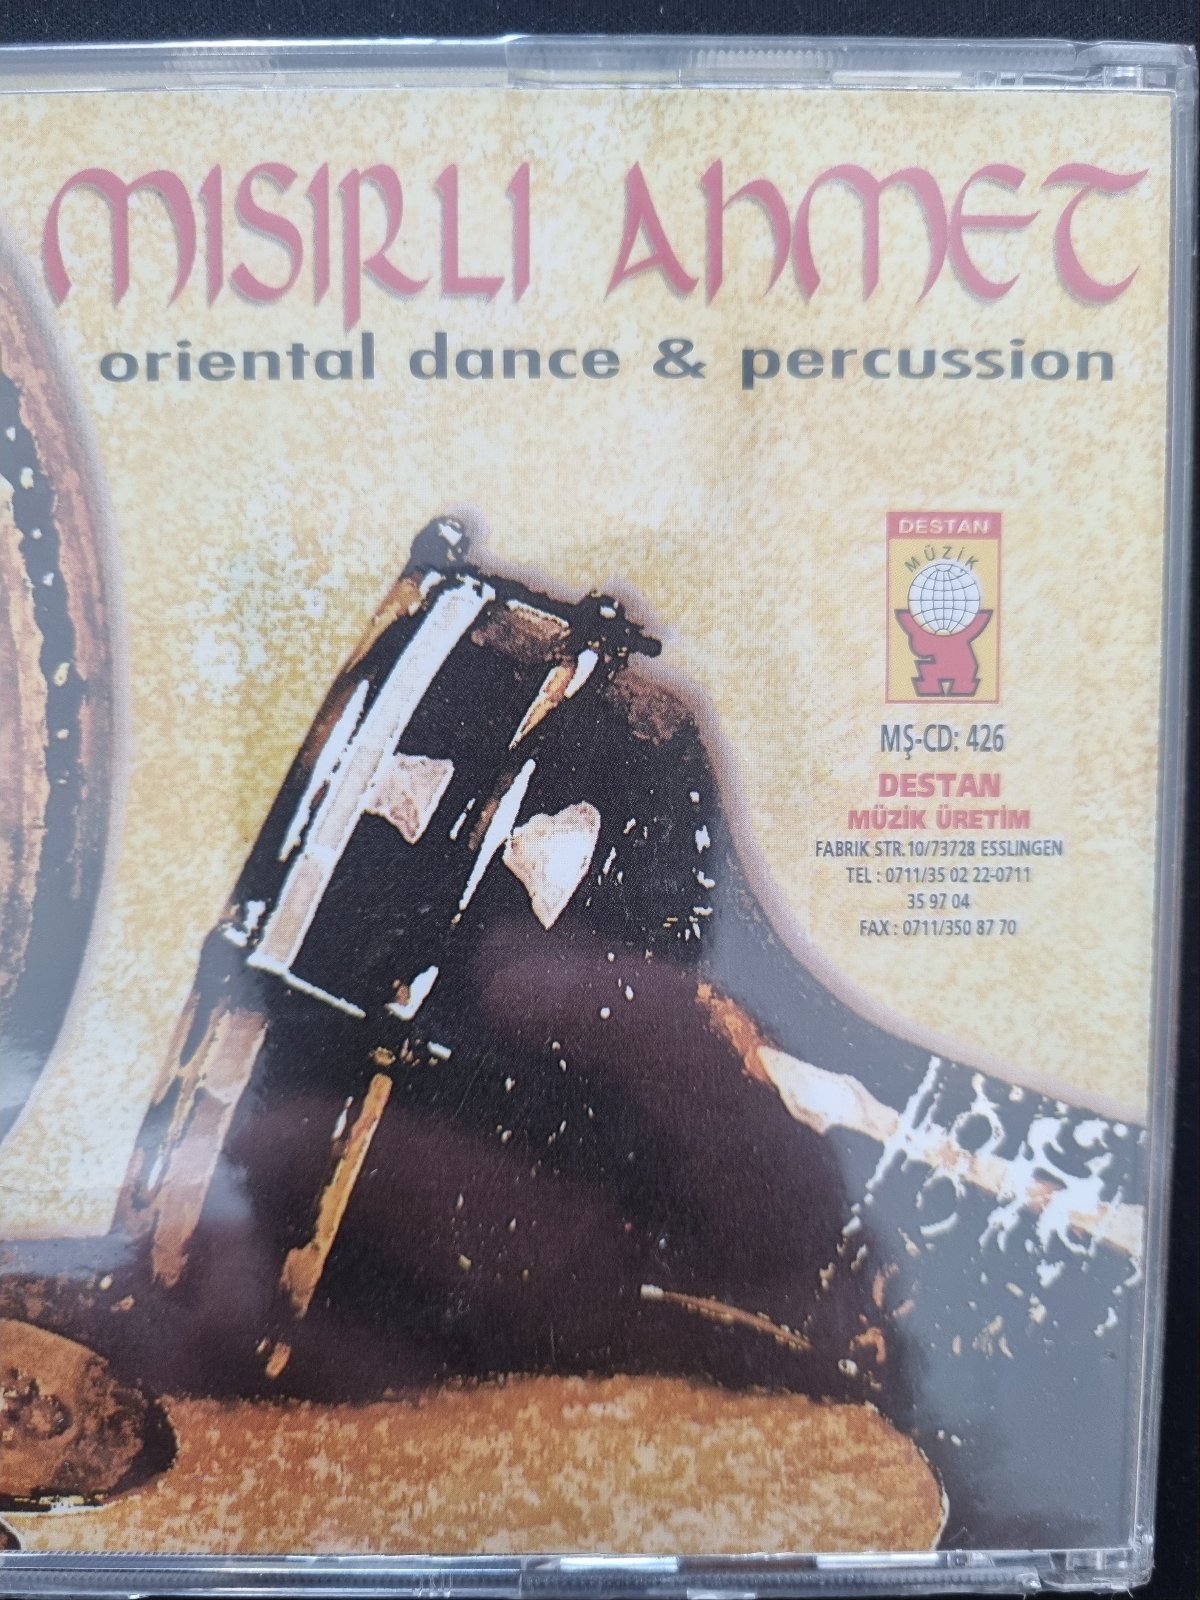 MISIRLI AHMET
oriental dance & percussion
DESTAN
MÜZİK
MŞ-CD: 426
DESTAN
MÜZİK ÜRETİM
FABRIK STR.10/73728 ESSLINGEN
TEL : 0711/35 02 22-0711
35 97 04
FAX : 0711/350 87 70